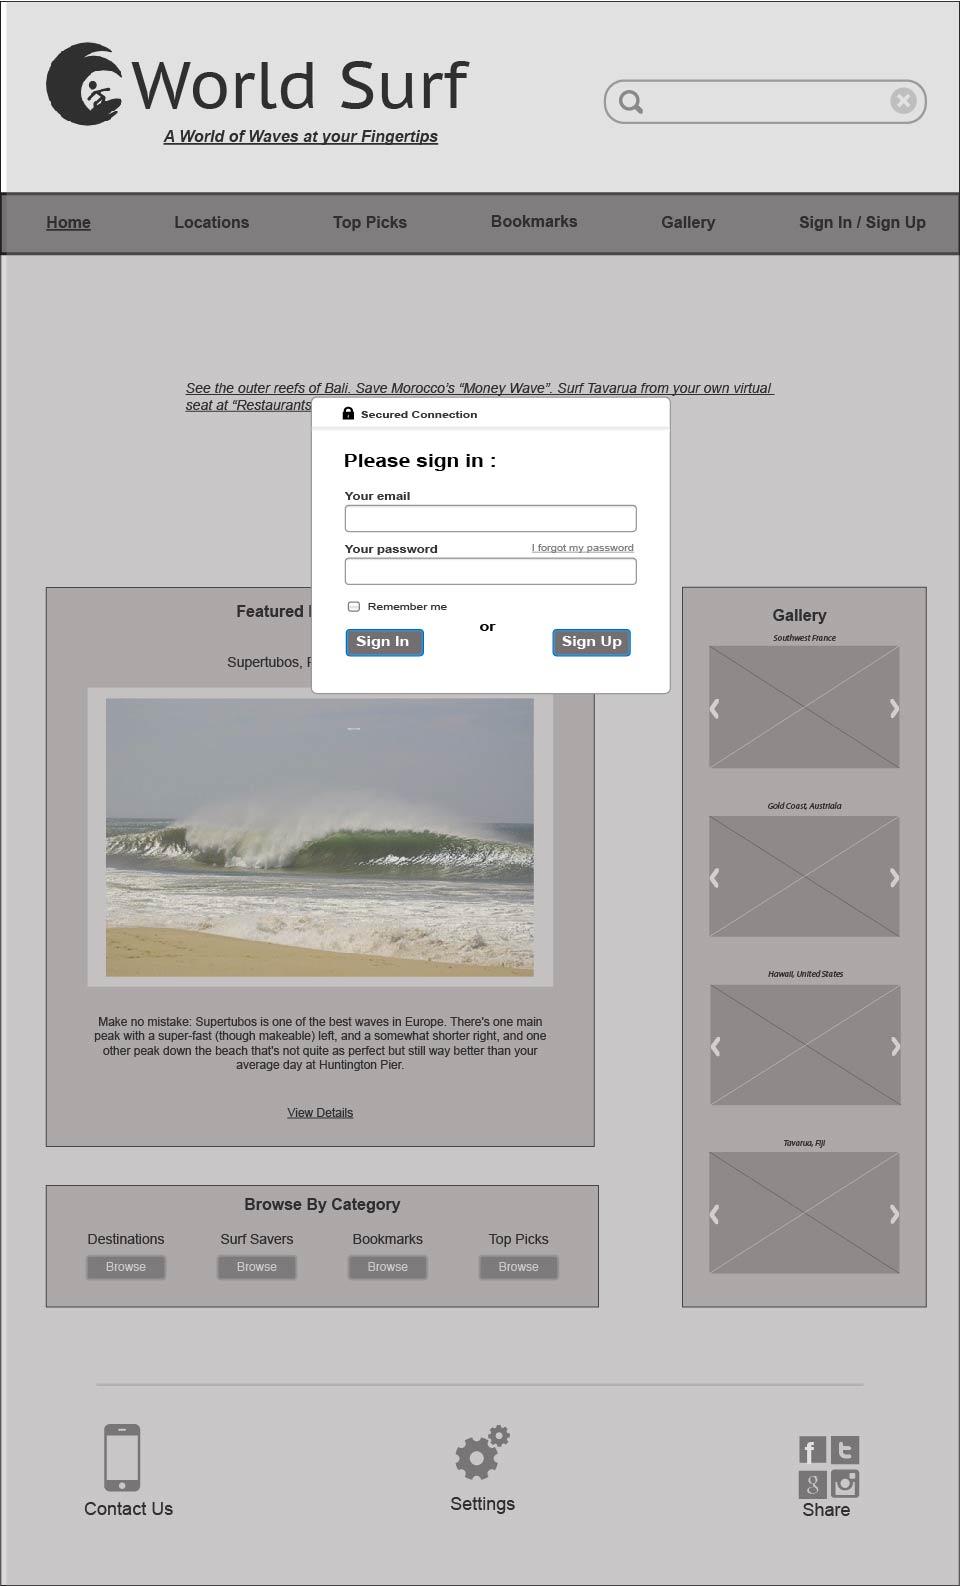 World Surf
A World of Waves at your Fingertips
Home Locations Top Picks Bookmarks Gallery Sign In / Sign Up
See the outer reefs of Bali. Save Morocco's “Money Wave”. Surf Tavarua from your own virtual
seat at “Restaurants
Secured Connection
Please sign in :
Your email
Your password I forgot my password
Remember me
or
Sign In Sign Up
Featured
Supertubos,
Make no mistake: Supertubos is one of the best waves in Europe. There's one main
peak with a super-fast (though makeable) left, and a somewhat shorter right, and one
other peak down the beach that's not quite as perfect but still way better than your
average day at Huntington Pier.
View Details
Gallery
Southwest France
Gold Coast, Austriala
Hawaii, United States
Tavarua, Fiji
Browse By Category
Destinations Surf Savers Bookmarks Top Picks
Browse Browse Browse Browse
Contact Us Settings Share